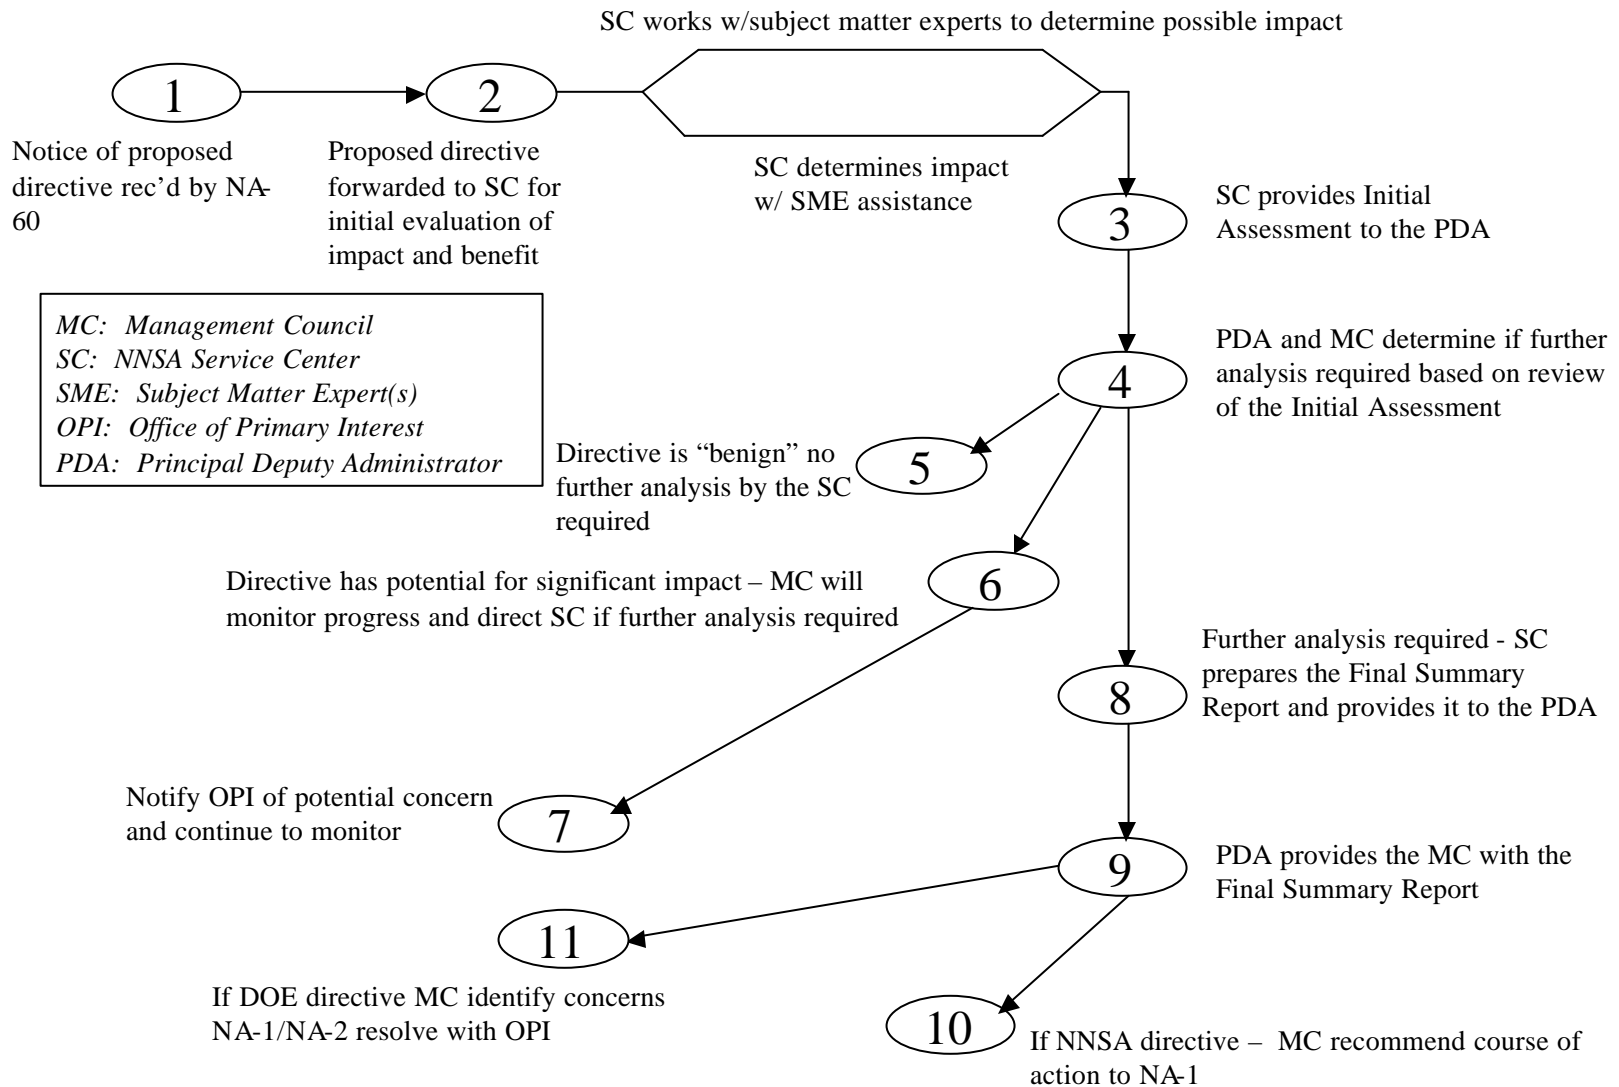 SC works w/subject matter experts to determine possible impact
1
2
Notice of proposed
directive rec’d by NA-
60
Proposed directive
forwarded to SC for
initial evaluation of
impact and benefit
SC determines impact
w/ SME assistance
3
SC provides Initial
Assessment to the PDA
MC: Management Council
SC: NNSA Service Center
SME: Subject Matter Expert(s)
OPI: Office of Primary Interest
PDA: Principal Deputy Administrator
4
PDA and MC determine if further
analysis required based on review
of the Initial Assessment
Directive is “benign” no
further analysis by the SC
required
5
Directive has potential for significant impact – MC will
monitor progress and direct SC if further analysis required
6
8
Further analysis required - SC
prepares the Final Summary
Report and provides it to the PDA
Notify OPI of potential concern
and continue to monitor
7
9
PDA provides the MC with the
Final Summary Report
11
If DOE directive MC identify concerns
NA-1/NA-2 resolve with OPI
10
If NNSA directive – MC recommend course of
action to NA-1